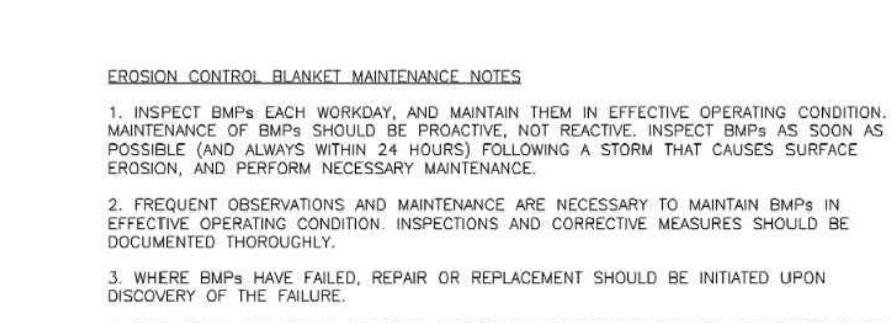 EROSION CONTROL BLANKET MAINTENANCE NOTES
1. INSPECT BMPs EACH WORKDAY, AND MAINTAIN THEM IN EFFECTIVE OPERATING CONDITION.
MAINTENANCE OF BMPs SHOULD BE PROACTIVE, NOT REACTIVE. INSPECT BMPs AS SOON AS
POSSIBLE (AND ALWAYS WITHIN 24 HOURS) FOLLOWING A STORM THAT CAUSES SURFACE
EROSION, AND PERFORM NECESSARY MAINTENANCE.
2. FREQUENT OBSERVATIONS AND MAINTENANCE ARE NECESSARY TO MAINTAIN BMPs IN
EFFECTIVE OPERATING CONDITION. INSPECTIONS AND CORRECTIVE MEASURES SHOULD BE
DOCUMENTED THOROUGHLY.
3. WHERE BMPs HAVE FAILED, REPAIR OR REPLACEMENT SHOULD BE INITIATED UPON
DISCOVERY OF THE FAILURE.